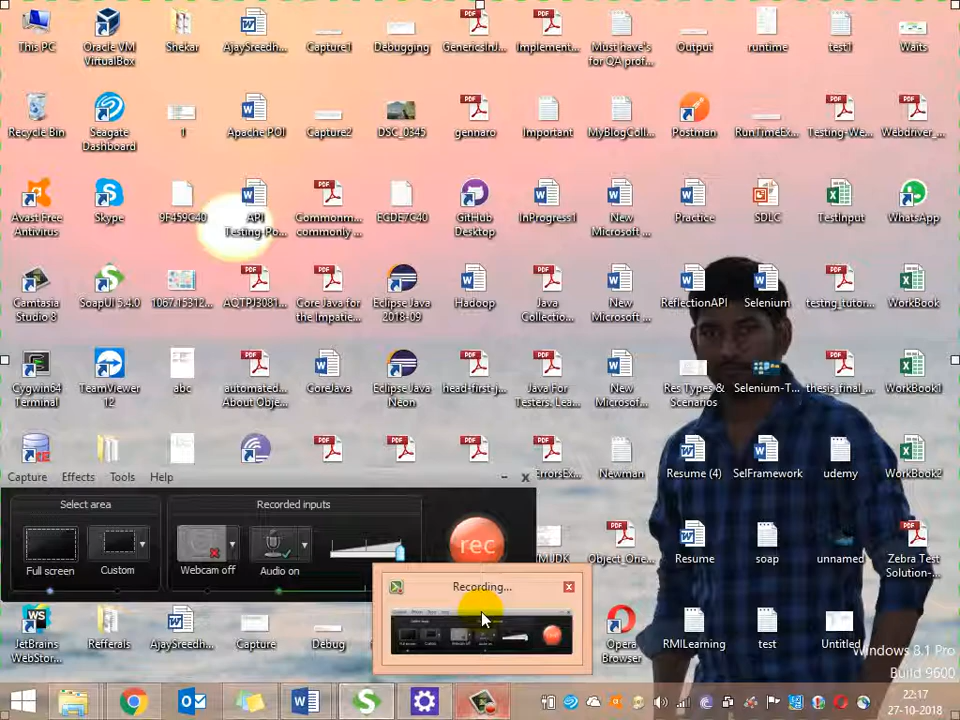 This PC
Oracle VM
VirtualBox
Shekar
AjaySreedh...
Capture1
Debugging
GenericsInJ...
Implement...
Must have's
for QA prof...
Output
runtime
test1
Waits
Recycle Bin
Seagate
Dashboard
1
Apache POI
Capture2
DSC_0345
gennaro
Important
MyBlogColl...
Postman
RunTimeEx...
Testing-We...
Webdriver_...
Avast Free
Antivirus
Skype
9F459C40
API
Testing-Po...
Commonm...
commonly ...
ECDE7C40
GitHub
Desktop
InProgress1
New
Microsoft ...
Practice
SDLC
TestInput
WhatsApp
Camtasia
Studio 8
SoapUI 5.4.0
1067.15312...
AQTPJ3081...
Core Java for
the Impatie...
Eclipse Java
2018-09
Hadoop
Java
Collectio...
New
Microsoft ...
ReflectionAPI
Selenium
testng_tutor...
WorkBook
Cygwin64
Terminal
TeamViewer
12
abc
automated...
About Obje...
CoreJava
Eclipse Java
Neon
head-first-j...
Java For
Testers: Lea...
New
Microsoft...
Res Types &
Scenarios
Selenium-T...
thesis_final_...
WorkBook1
Newman
Resume (4)
SelFramework
udemy
WorkBook2
Capture Effects Tools Help
Select area
Recorded inputs
Full screen
Custom
Webcam off
Audio on
rec
Object_One...
Resume
soap
unnamed
Zebra Test
Solution-...
Recording...
JetBrains
WebStor...
Refferals
AjaySreedh...
Capture
Debug
Opera
Browser
RMILearning
test
Untitled
Windows 8.1 Pro
Build 9600
22:17
27-10-2018